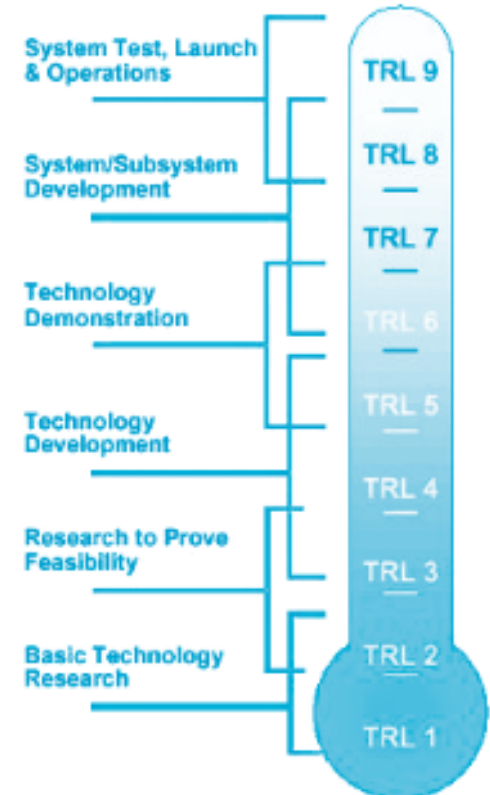 System Test, Launch
& Operations
System/Subsystem
Development
Technology
Demonstration
Technology
Development
Research to Prove
Feasibility
Basic Technology
Research
TRL 9
TRL 8
TRL 7
TRL 6
TRL 5
TRL 4
TRL 3
TRL 2
TRL 1